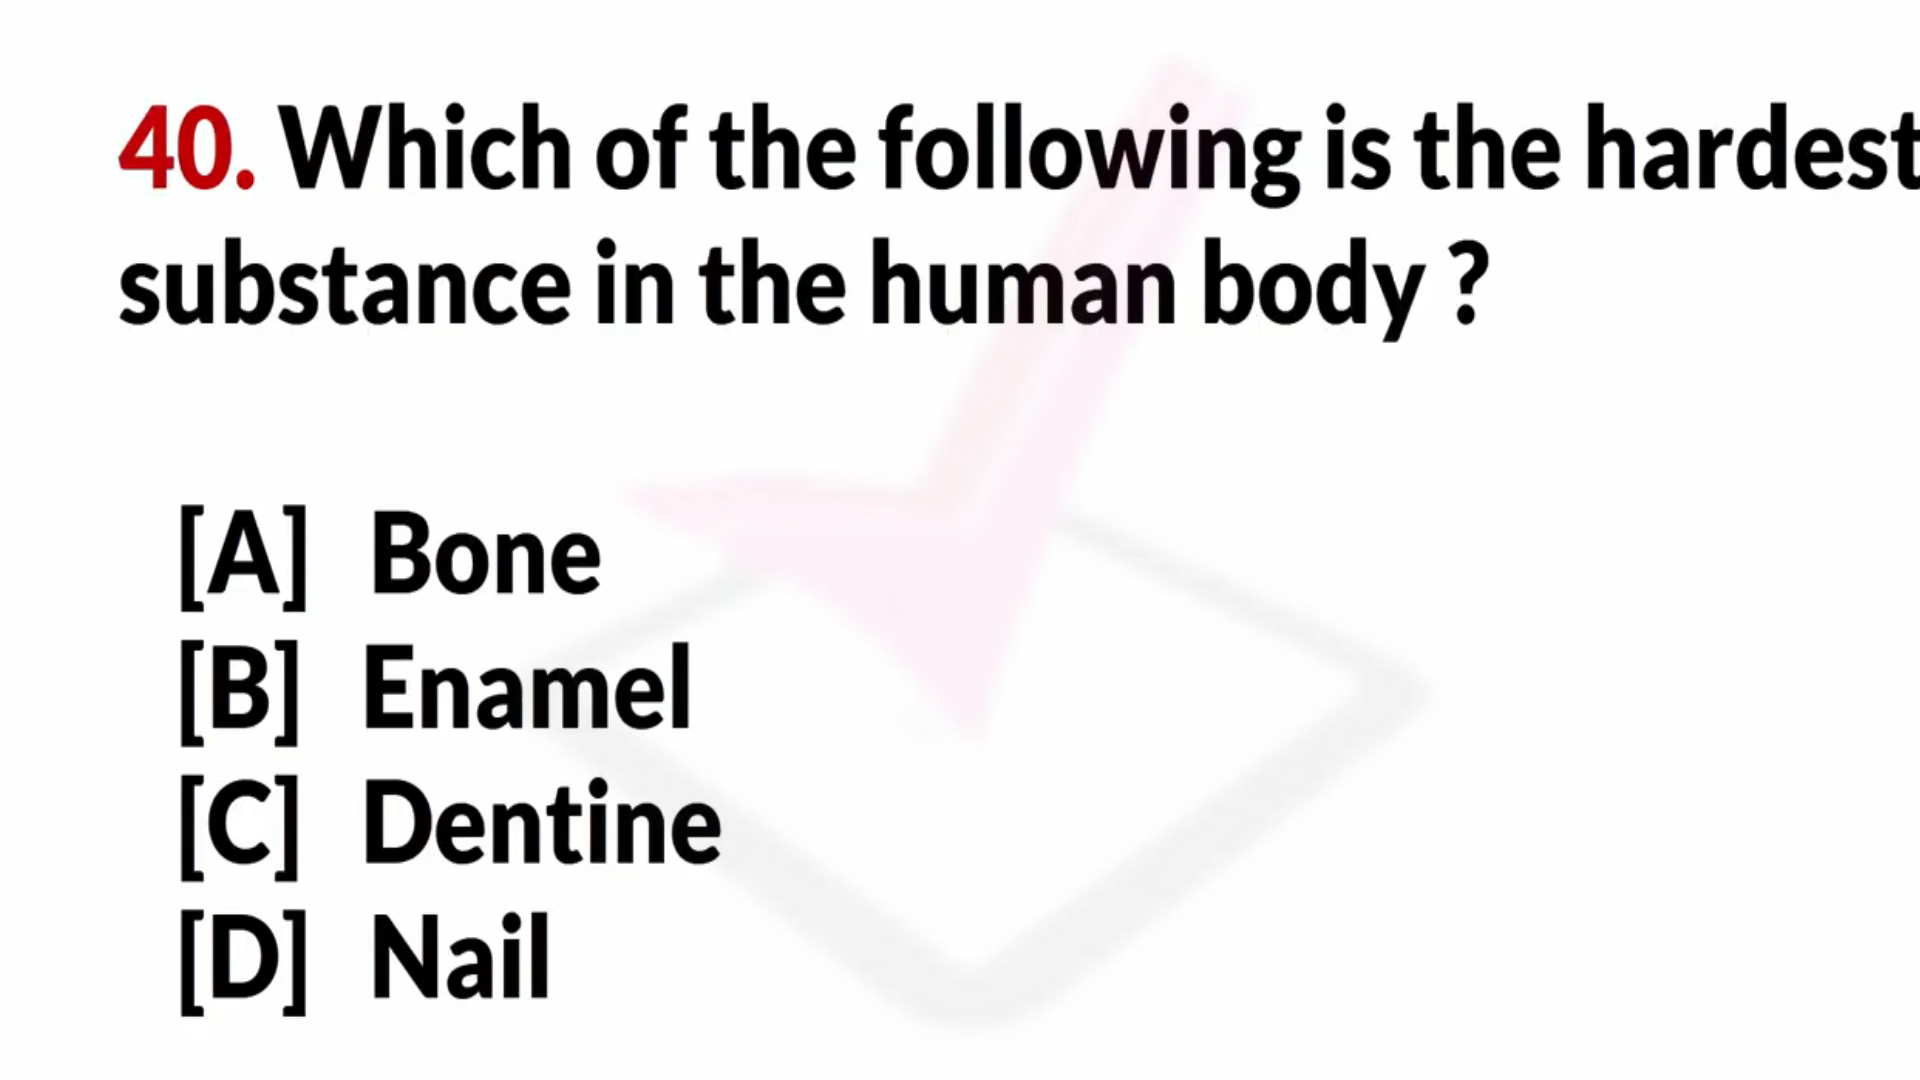 40. Which of the following is the hardest
substance in the human body ?
[A] Bone
[B] Enamel
[C] Dentine
[D] Nail